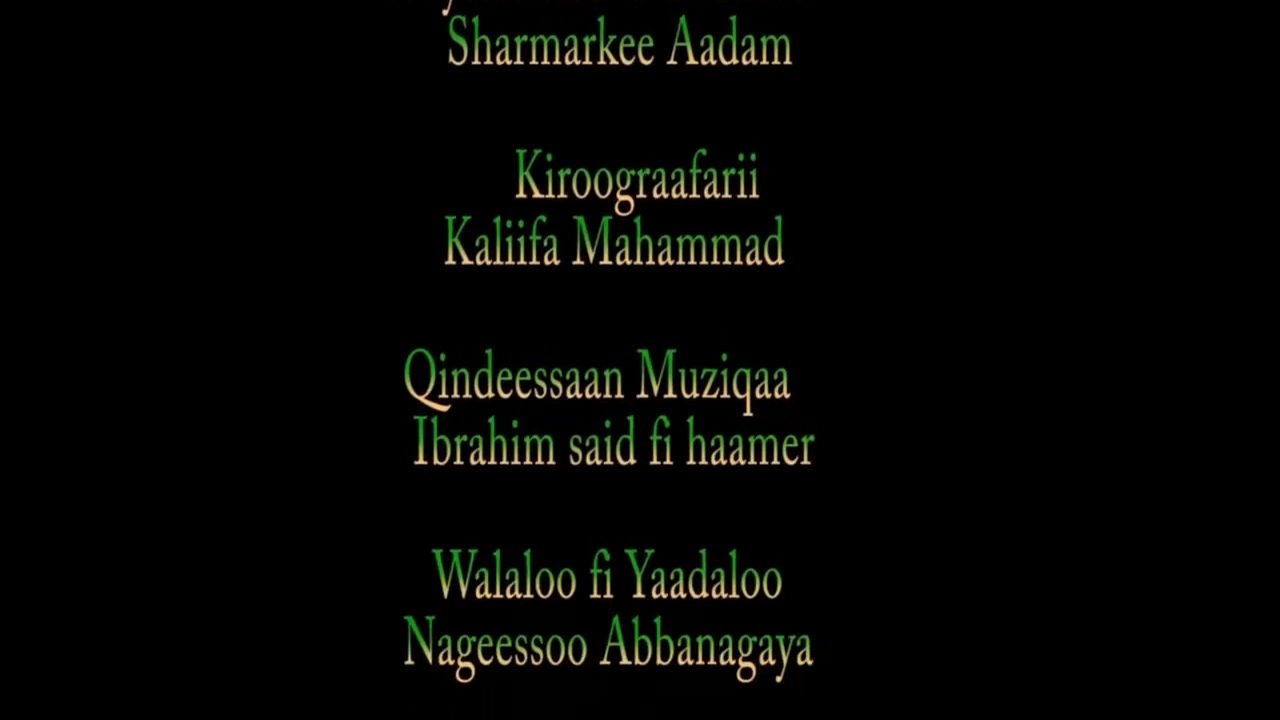 Sharmarkee Aadam
Kiroograafarii
Kaliifa Mahammad
Qindeessaan Muziqaa
Ibrahim said fi haamer
Walaloo fi Yaadaloo
Nageessoo Abbanagaya